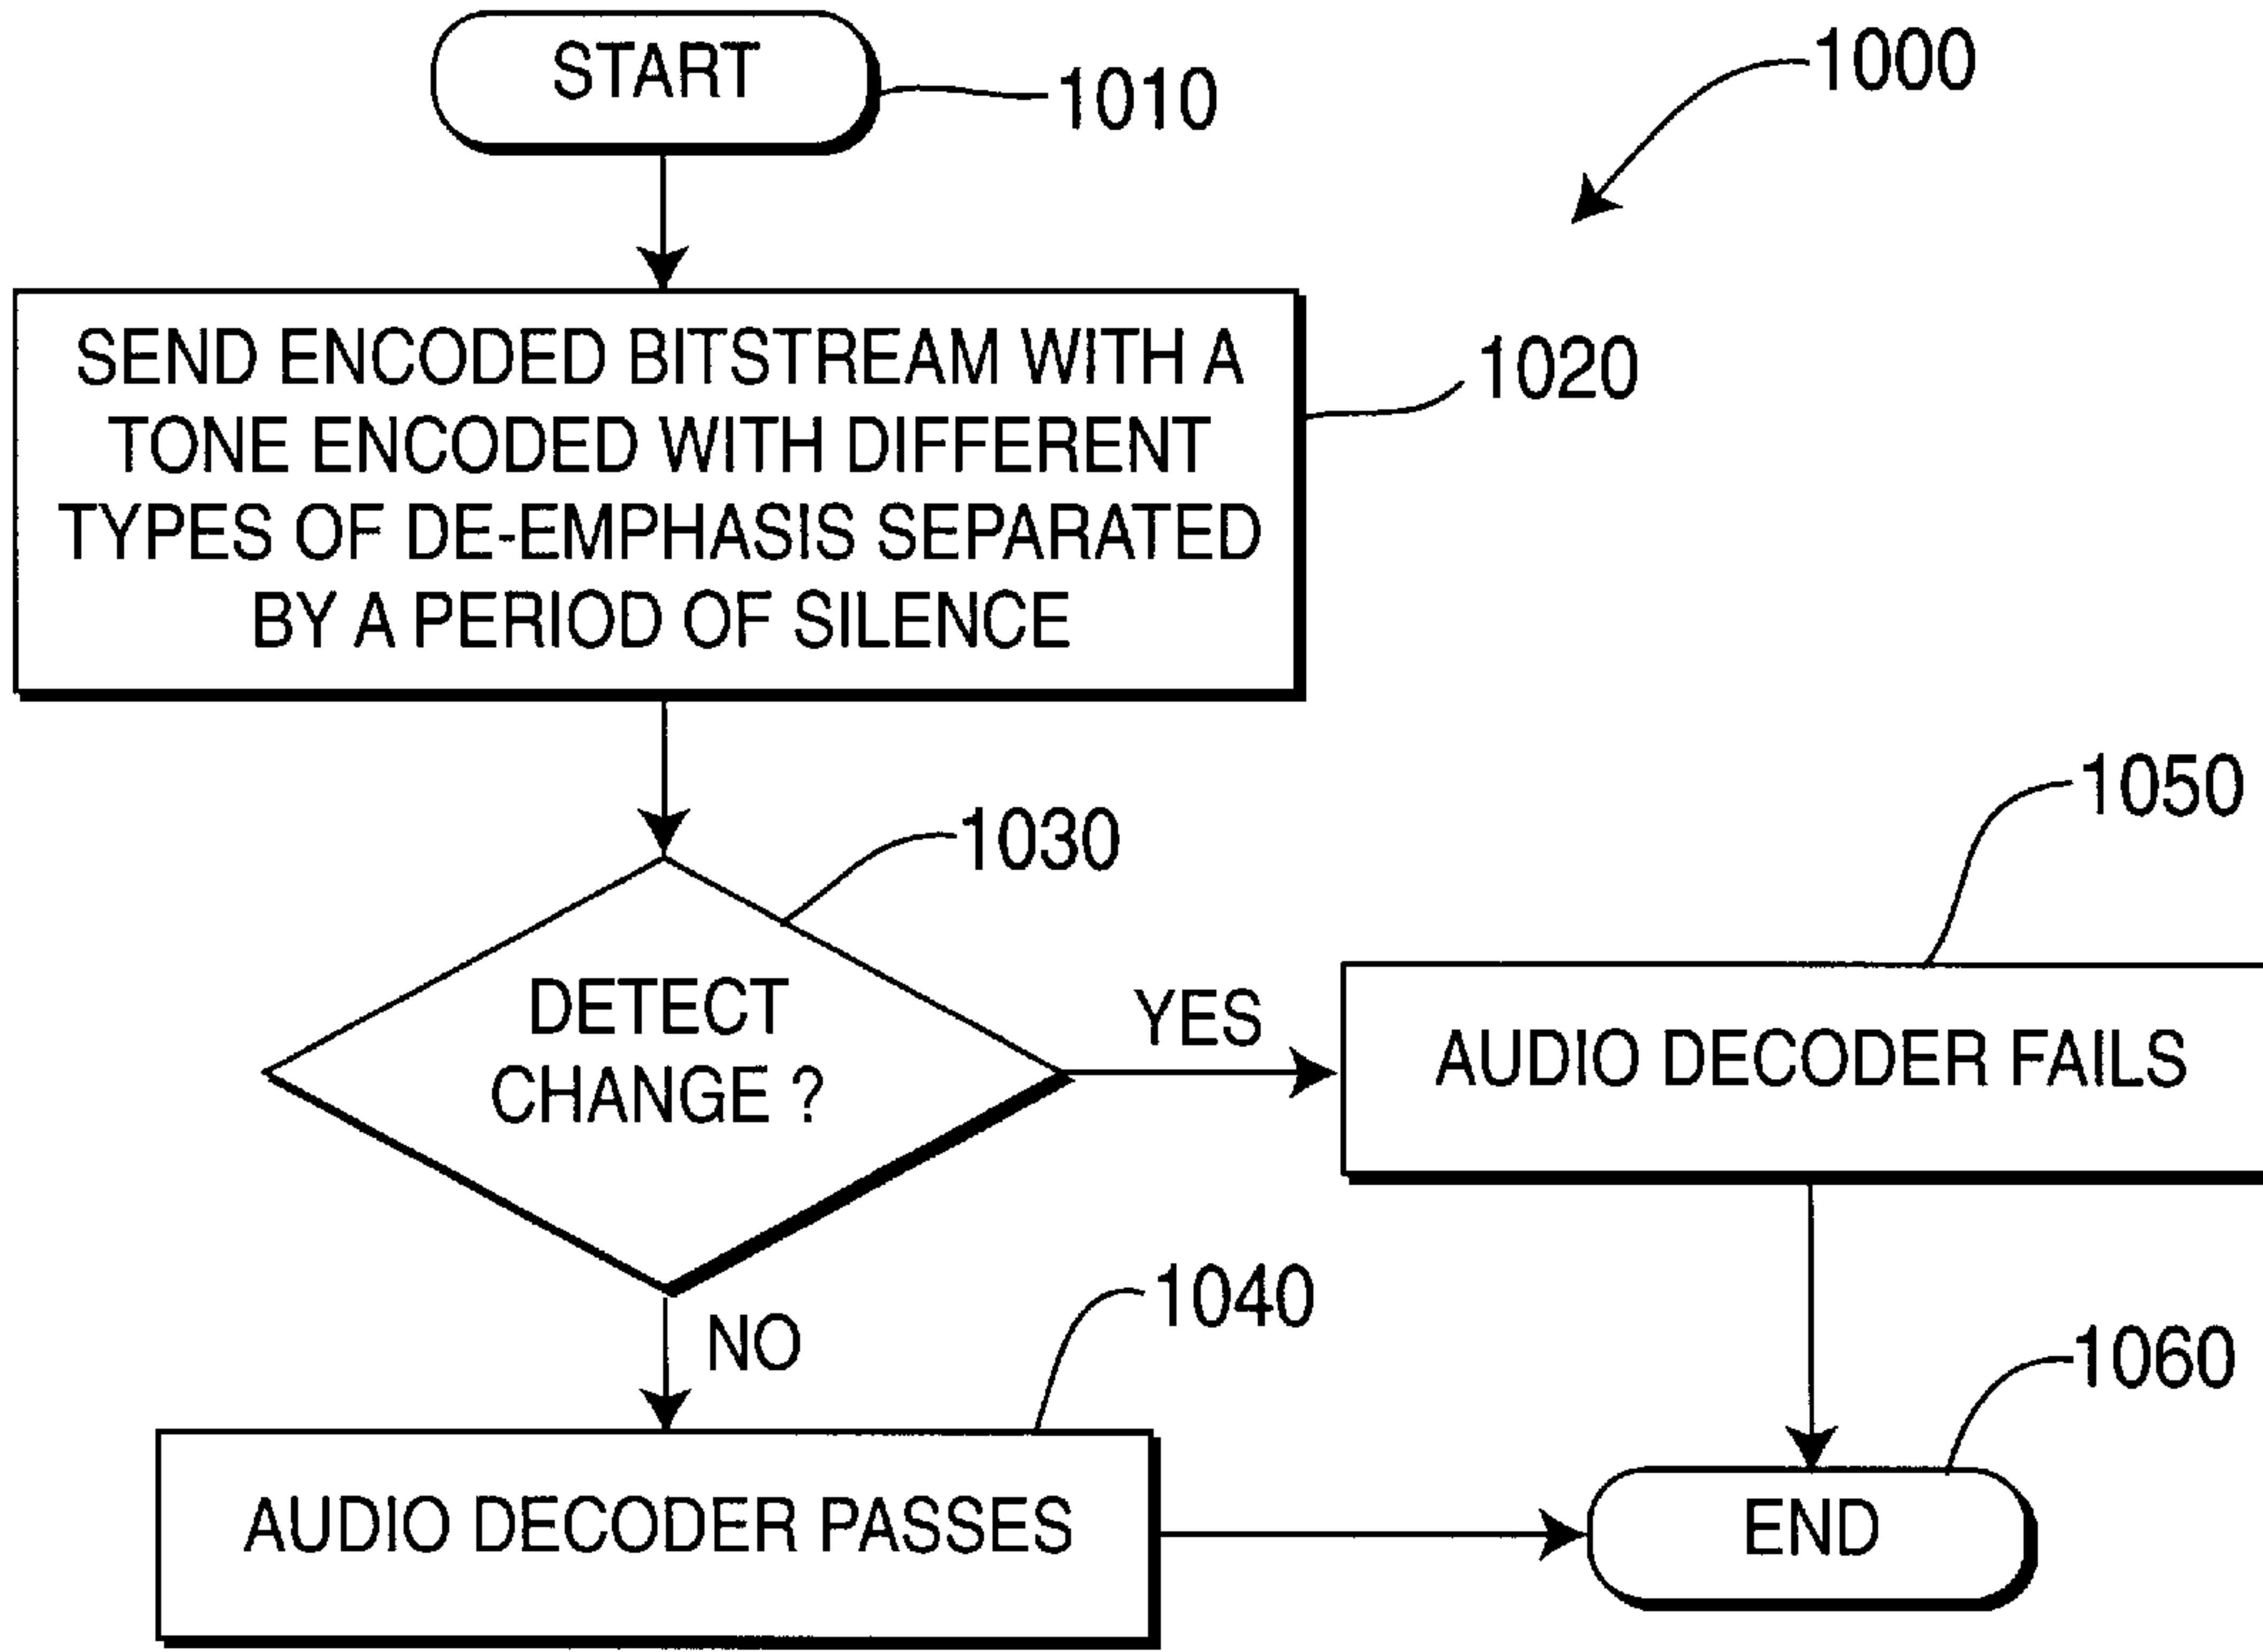 START
1010
1000
SEND ENCODED BITSTREAM WITH A
TONE ENCODED WITH DIFFERENT
TYPES OF DE-EMPHASIS SEPARATED
BY A PERIOD OF SILENCE
1020
1030
DETECT
CHANGE ?
YES
1050
AUDIO DECODER FAILS
NO
1040
AUDIO DECODER PASSES
1060
END